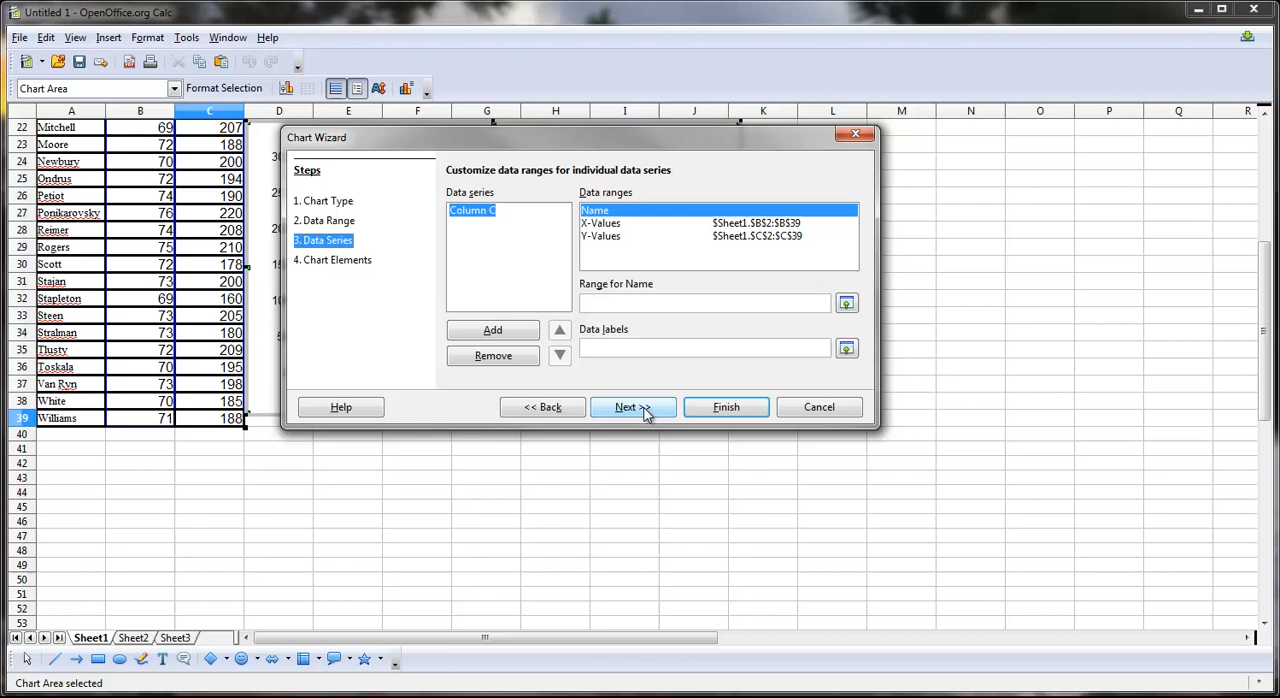 Untitled 1 - OpenOffice.org Calc
File Edit View Insert Format Tools Window Help
Chart Area Format Selection
A B C D E F G H I J K L M N O P Q R
22 Mitchell 69 207
23 Moore 72 188
24 Newbury 70 200
25 Ondrus 72 194
26 Petiot 74 190
27 Ponikarovsky 76 220
28 Reimer 74 208
29 Rogers 75 210
30 Scott 72 178
31 Stajan 73 200
32 Stapleton 69 160
33 Steen 73 205
34 Stralman 73 180
35 Tlusty 72 209
36 Toskala 70 195
37 Van Ryn 73 198
38 White 70 185
39 Williams 71 188
40
41
42
43
44
45
46
47
48
49
50
51
52
53
Chart Wizard
Steps
1. Chart Type
2. Data Range
3. Data Series
4. Chart Elements
Customize data ranges for individual data series
Data series
Column C
Add
Remove
Data ranges
Name
X-Values $Sheet1.$B$2:$B$39
Y-Values $Sheet1.$C$2:$C$39
Range for Name
Data labels
Help << Back Next >> Finish Cancel
Sheet1 Sheet2 Sheet3
Chart Area selected *